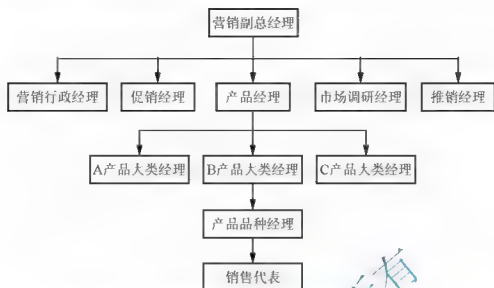 营销副总经理
营销行政经理 促销经理 产品经理 市场调研经理 推销经理
A产品大类经理 B产品大类经理 C产品大类经理
产品品种经理
销售代表
有